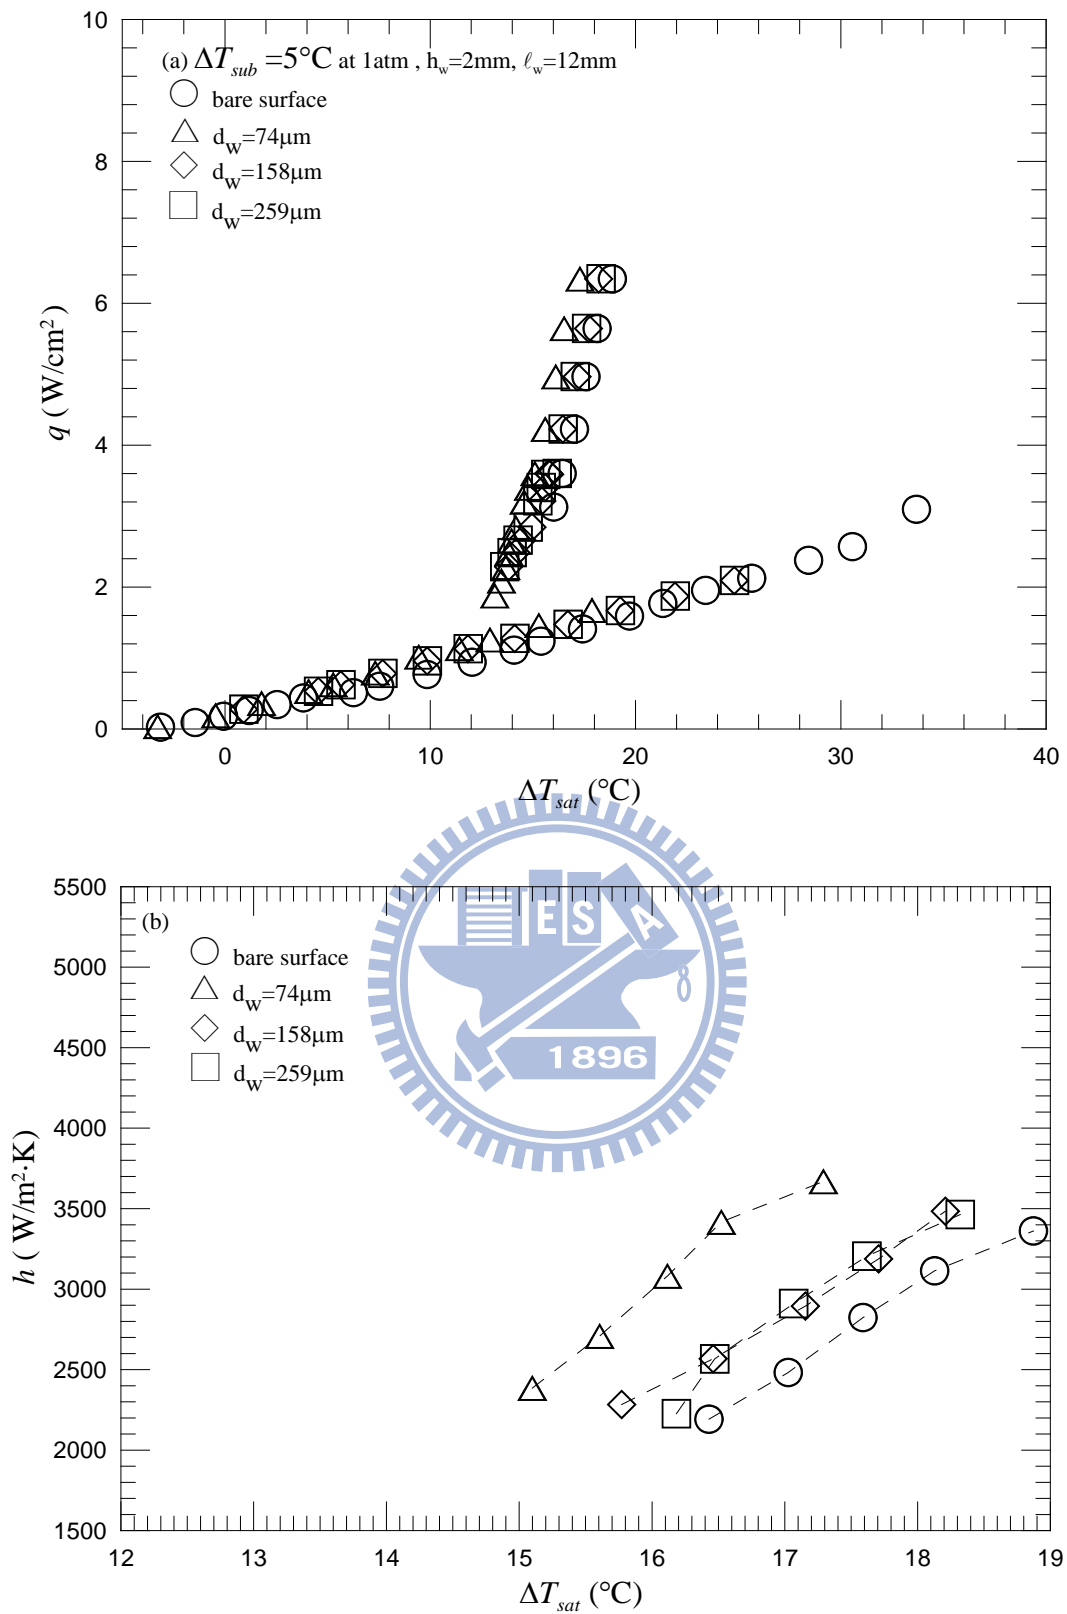 10
(a) ΔTsub =5°C at 1atm , hw=2mm, ℓw=12mm
bare surface
dw=74μm
dw=158μm
dw=259μm
8
6
4
2
0
q ( W/cm²)
0 10 20 30 40
ΔTsat (°C)
5500
(b)
bare surface
dw=74μm
dw=158μm
dw=259μm
5000
4500
4000
3500
3000
2500
2000
1500
h ( W/m²·K)
E S A
1896
12 13 14 15 16 17 18 19
ΔTsat (°C)